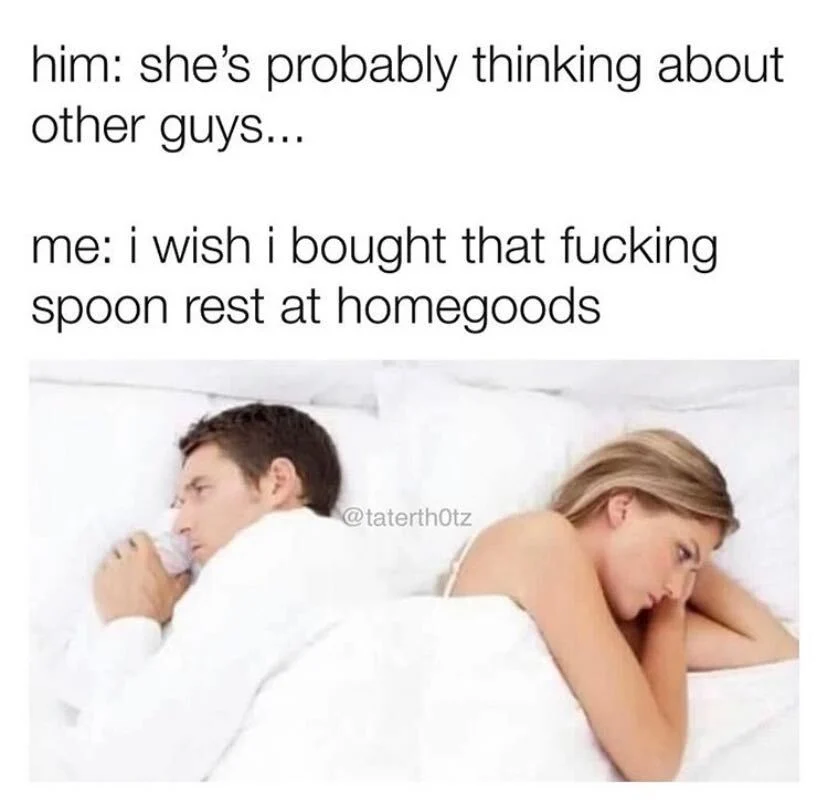 him: she's probably thinking about
other guys...
me: i wish i bought that fucking
spoon rest at homegoods
@taterth0tz